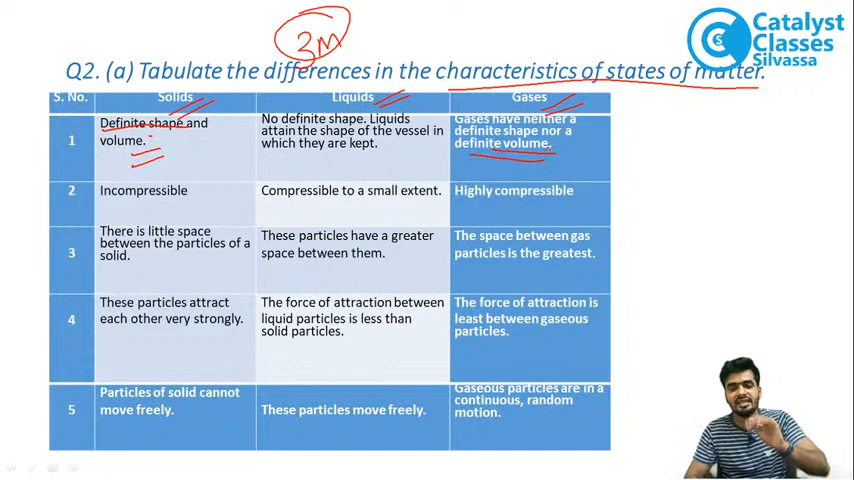 3M
Catalyst
Classes
Silvassa
Q2. (a) Tabulate the differences in the characteristics of states of matter.
S. No. Solids Liquids Gases
1
Definite shape and
volume.
No definite shape. Liquids
attain the shape of the vessel in
which they are kept.
Gases have neither a
definite shape nor a
definite volume.
2
Incompressible
Compressible to a small extent.
Highly compressible
3
There is little space
between the particles of a
solid.
These particles have a greater
space between them.
The space between gas
particles is the greatest.
4
These particles attract
each other very strongly.
The force of attraction between
liquid particles is less than
solid particles.
The force of attraction is
least between gaseous
particles.
5
Particles of solid cannot
move freely.
These particles move freely.
Gaseous particles are in a
continuous, random
motion.